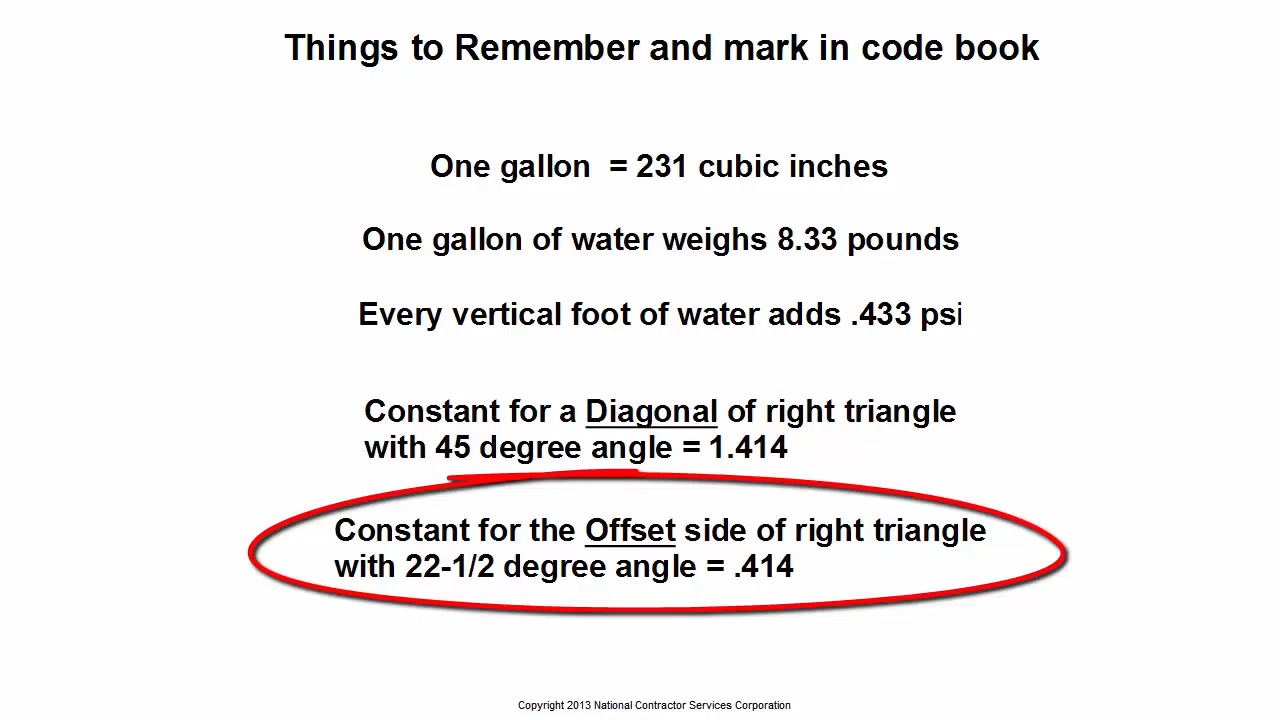 Things to Remember and mark in code book
One gallon = 231 cubic inches
One gallon of water weighs 8.33 pounds
Every vertical foot of water adds .433 psi
Constant for a Diagonal of right triangle
with 45 degree angle = 1.414
Constant for the Offset side of right triangle
with 22-1/2 degree angle = .414
Copyright 2013 National Contractor Services Corporation